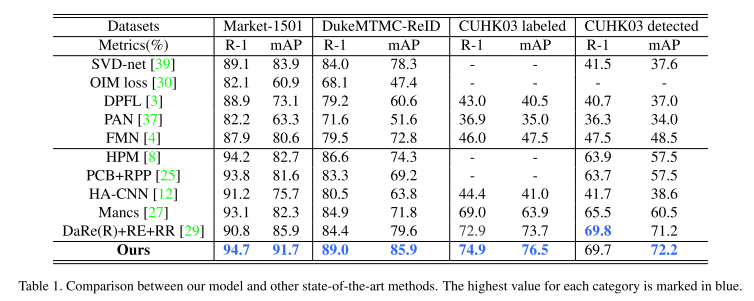 Datasets Market-1501 DukeMTMC-ReID CUHK03 labeled CUHK03 detected
Metrics(%) R-1 mAP R-1 mAP R-1 mAP R-1 mAP
SVD-net [39] 89.1 83.9 84.0 78.3 - - 41.5 37.6
OIM loss [30] 82.1 60.9 68.1 47.4 - - - -
DPFL [3] 88.9 73.1 79.2 60.6 43.0 40.5 40.7 37.0
PAN [37] 82.2 63.3 71.6 51.6 36.9 35.0 36.3 34.0
FMN [4] 87.9 80.6 79.5 72.8 46.0 47.5 47.5 48.5
HPM [8] 94.2 82.7 86.6 74.3 - - 63.9 57.5
PCB+RPP [25] 93.8 81.6 83.3 69.2 - - 63.7 57.5
HA-CNN [12] 91.2 75.7 80.5 63.8 44.4 41.0 41.7 38.6
Mancs [27] 93.1 82.3 84.9 71.8 69.0 63.9 65.5 60.5
DaRe(R)+RE+RR [29] 90.8 85.9 84.4 79.6 72.9 73.7 69.8 71.2
Ours 94.7 91.7 89.0 85.9 74.9 76.5 69.7 72.2
Table 1. Comparison between our model and other state-of-the-art methods. The highest value for each category is marked in blue.